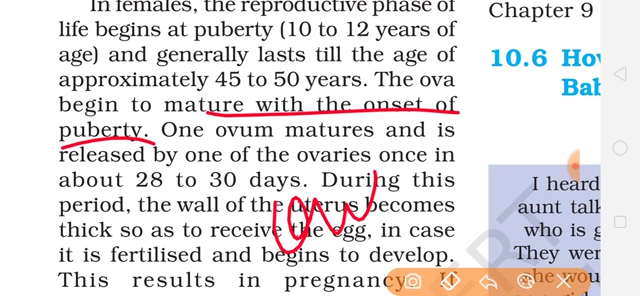 In females, the reproductive phase of
life begins at puberty (10 to 12 years of
age) and generally lasts till the age of
approximately 45 to 50 years. The ova
begin to mature with the onset of
puberty. One ovum matures and is
released by one of the ovaries once in
about 28 to 30 days. During this
period, the wall of the uterus becomes
thick so as to receive the egg, in case
it is fertilised and begins to develop.
This results in pregnancy. If
Chapter 9
10.6
I heard
aunt talk
who is
They wer
she wou